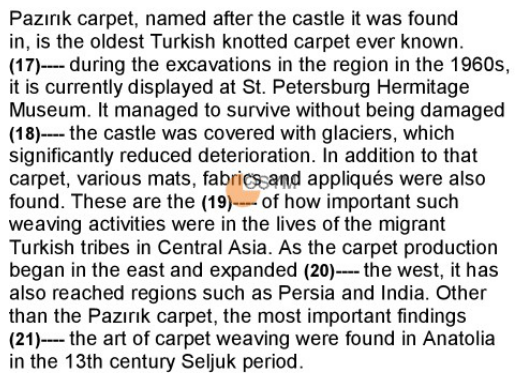 Pazırık carpet, named after the castle it was found
in, is the oldest Turkish knotted carpet ever known.
(17)---- during the excavations in the region in the 1960s,
it is currently displayed at St. Petersburg Hermitage
Museum. It managed to survive without being damaged
(18)---- the castle was covered with glaciers, which
significantly reduced deterioration. In addition to that
carpet, various mats, fabrics and appliqués were also
found. These are the (19)---- of how important such
weaving activities were in the lives of the migrant
Turkish tribes in Central Asia. As the carpet production
began in the east and expanded (20)---- the west, it has
also reached regions such as Persia and India. Other
than the Pazırık carpet, the most important findings
(21)---- the art of carpet weaving were found in Anatolia
in the 13th century Seljuk period.